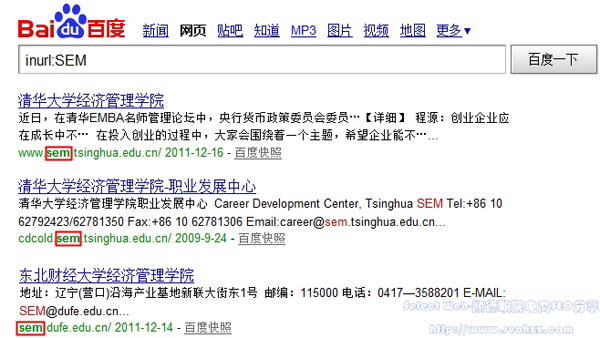 Bai du 百度
新闻 网页 贴吧 知道 MP3 图片 视频 地图 更多▼
inurl:SEM 百度一下
清华大学经济管理学院
近日，在清华EMBA名师管理论坛中，央行货币政策委员会委员…【详细】 程源：创业企业应
在成长中不… 在投入创业的过程中，大家会围绕着一个主题，希望企业能不…
www.sem.tsinghua.edu.cn/ 2011-12-16 - 百度快照
清华大学经济管理学院-职业发展中心
清华大学经济管理学院职业发展中心 Career Development Center, Tsinghua SEM Tel:+86 10
62792423/62781350 Fax:+86 10 62781306 Email:career@sem.tsinghua.edu.cn...
cdcold.sem.tsinghua.edu.cn/ 2009-9-24 - 百度快照
东北财经大学经济管理学院
地址：辽宁(营口)沿海产业基地新联大街东1号 邮编：115000 电话：0417—3588201 E-MAIL:
SEM@dufe.edu.cn...
sem.dufe.edu.cn/ 2011-12-14 - 百度快照
Select Web-顺德职院电商SEO分享